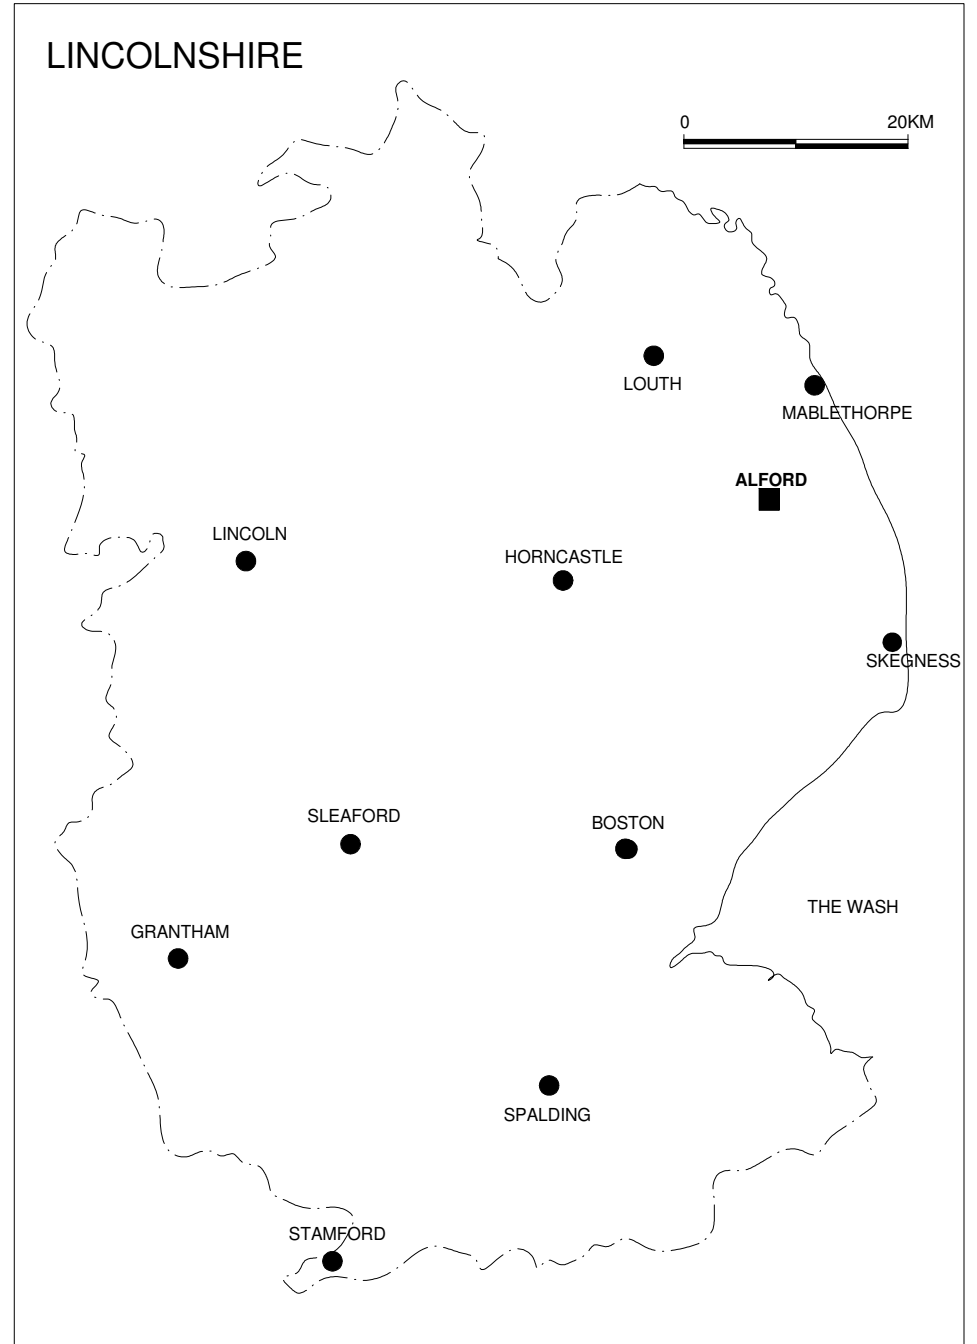 LINCOLNSHIRE
0 20KM
LOUTH
MABLETHORPE
ALFORD
LINCOLN
HORNCASTLE
SKEGNESS
SLEAFORD
BOSTON
THE WASH
GRANTHAM
SPALDING
STAMFORD